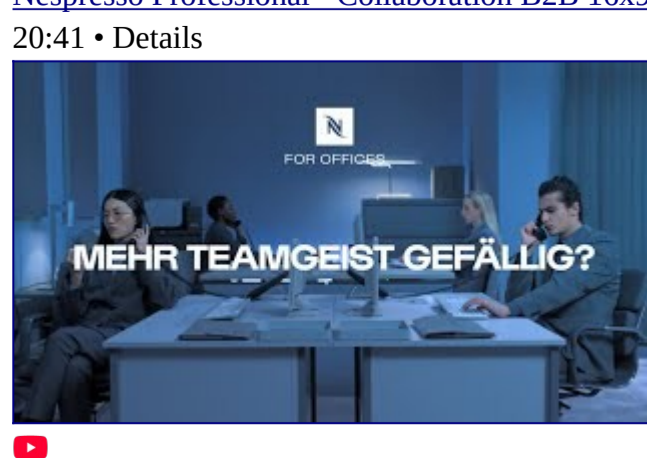 Nespresso Professional - Collaboration B2B 16x9
20:41 • Details
N
FOR OFFICES
MEHR TEAMGEIST GEFÄLLIG?